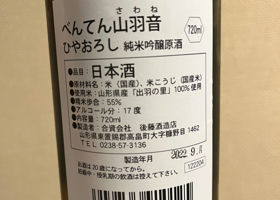 さわね
べんてん山羽音
ひやおろし 純米吟醸原酒
720ml
品目：日本酒
●原材料名：米（国産）、米こうじ（国産米）
●使用米：山形県産「出羽の里」100％使用
●精米歩合：55％
●アルコール分：17度
●内容量：720ml
●製造者：合資会社 後藤酒造店
山形県東置賜郡高畠町大字糠野目1462
TEL 0238-57-3136
製造年月 2022 9.月
お酒は20歳になってから。
妊娠中・授乳期の飲酒は控えて下さい。
122204